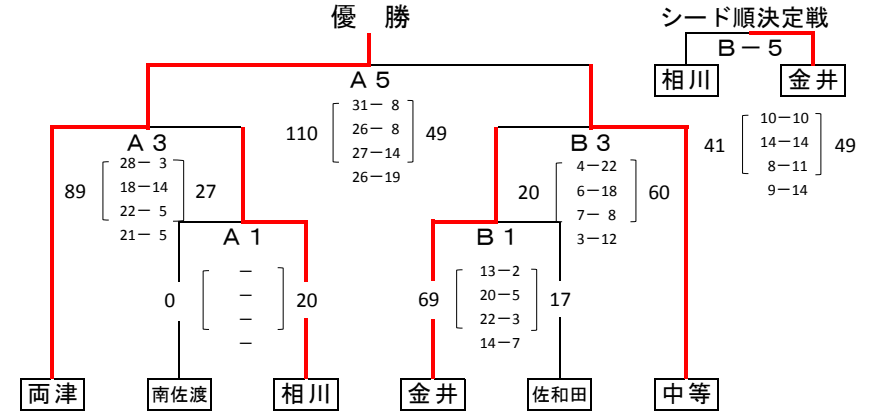 優　勝
シード順決定戦
Ｂ－５
相川
金井
10－10
14－14
8－11
9－14
41
49
Ａ５
31－ 8
26－ 8
27－14
26－19
110
49
Ａ３
28－ 3
18－14
22－ 5
21－ 5
89
27
Ｂ３
4－22
6－18
7－ 8
3－12
20
60
Ａ１
－
－
－
－
0
20
Ｂ１
13－2
20－5
22－3
14－7
69
17
両津
南佐渡
相川
金井
佐和田
中等